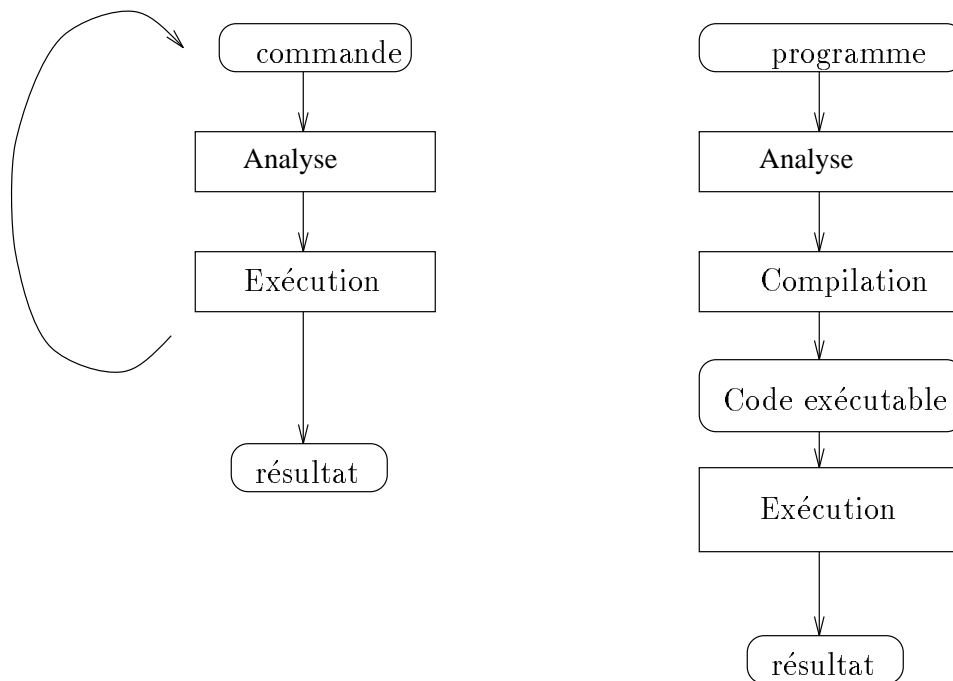 commande
Analyse
Exécution
résultat
programme
Analyse
Compilation
Code exécutable
Exécution
résultat